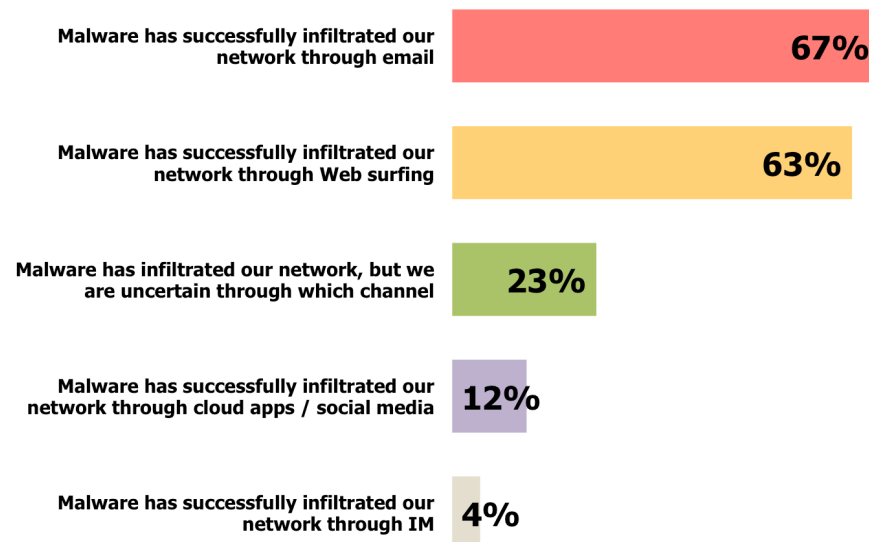 Malware has successfully infiltrated our
network through email
67%
Malware has successfully infiltrated our
network through Web surfing
63%
Malware has infiltrated our network, but we
are uncertain through which channel
23%
Malware has successfully infiltrated our
network through cloud apps / social media
12%
Malware has successfully infiltrated our
network through IM
4%